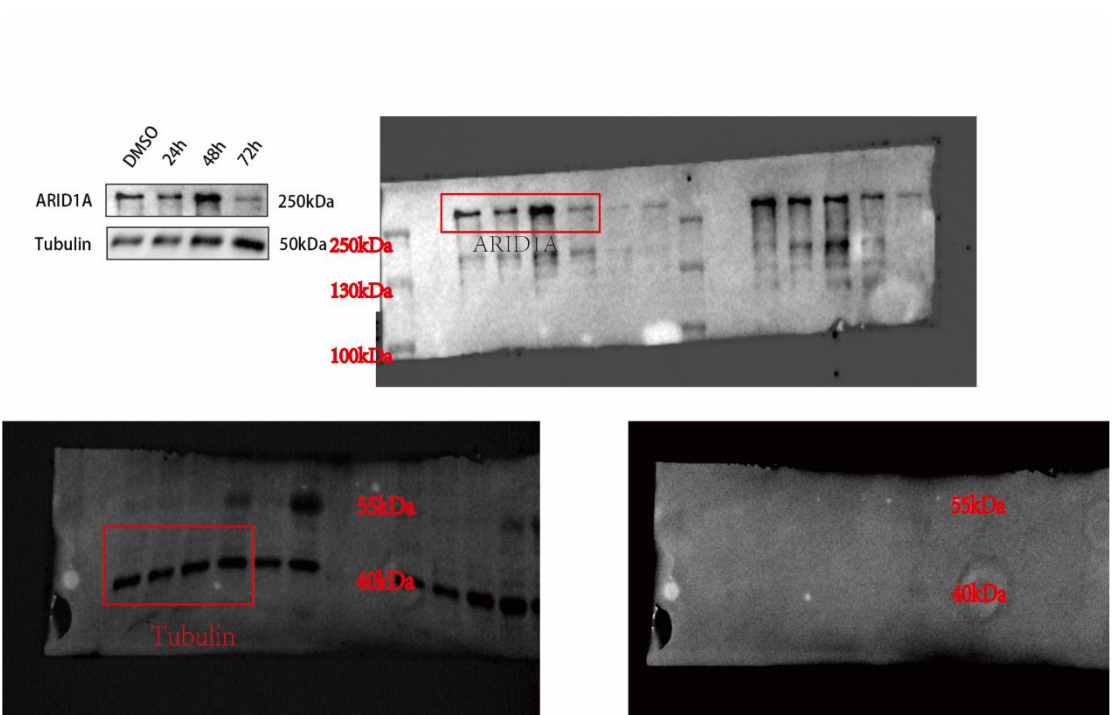 DMSO 24h 48h 72h
ARID1A 250kDa
Tubulin 50kDa
ARID1A
250kDa
130kDa
100kDa
55kDa
40kDa
Tubulin
55kDa
40kDa